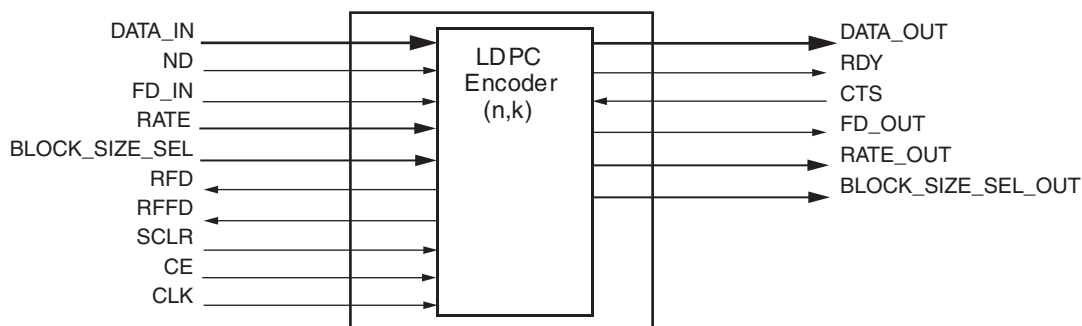 DATA_IN
ND
FD_IN
RATE
BLOCK_SIZE_SEL
RFD
RFFD
SCLR
CE
CLK
LDPC
Encoder
(n,k)
DATA_OUT
RDY
CTS
FD_OUT
RATE_OUT
BLOCK_SIZE_SEL_OUT